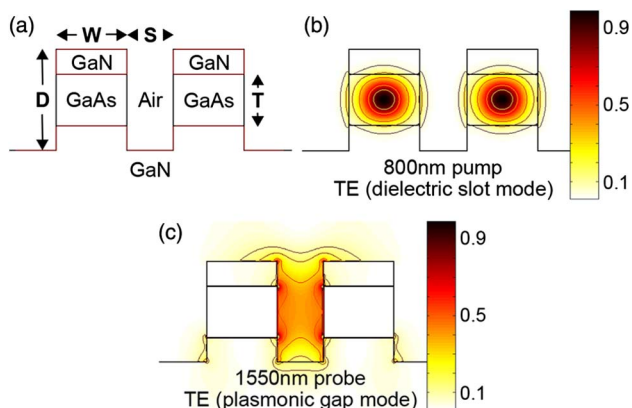 (a)
W
S
GaN
GaN
D
GaAs
Air
GaAs
T
GaN
(b)
0.9
0.5
0.1
800nm pump
TE (dielectric slot mode)
(c)
0.9
0.5
0.1
1550nm probe
TE (plasmonic gap mode)